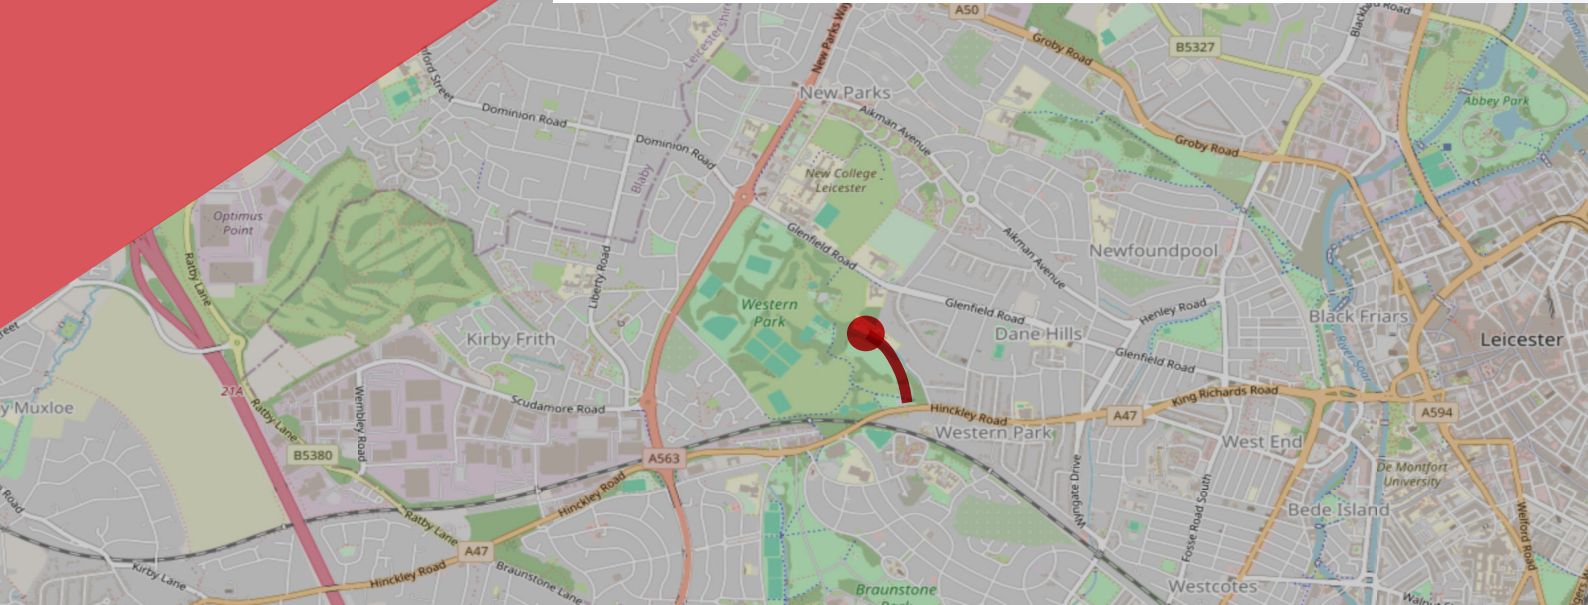 A50
Blackbird Road
Groby Road
B5327
New Parks Way
Leicestershire
New Parks
Abbey Park
Dominion Road
Aikman Avenue
Dominion Road
Groby Road
Blaby
New College
Leicester
Optimus
Point
Glenfield Road
Aikman Avenue
Newfoundpool
Ratby Lane
Liberty Road
Western
Park
Glenfield Road
Henley Road
Black Friars
Kirby Frith
Dane Hills
River Soar
Leicester
Glenfield Road
21A
King Richards Road
Scudamore Road
y Muxloe
Wembley Road
Ratby Lane
Hinckley Road
A47
A594
Western Park
West End
B5380
A563
De Montfort
University
Hinckley Road
Wyngate Drive
Fosse Road South
Bede Island
Ratby Lane
Welford Road
A47
Hinckley Road
Kirby Lane
Braunstone Lane
Braunstone
Westcotes